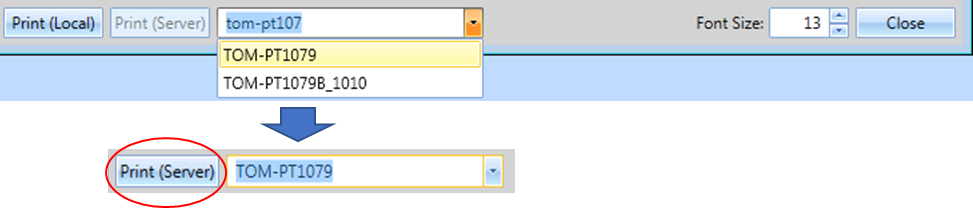 Print (Local) Print (Server) tom-pt107 Font Size: 13 Close
TOM-PT1079
TOM-PT1079B_1010
Print (Server) TOM-PT1079